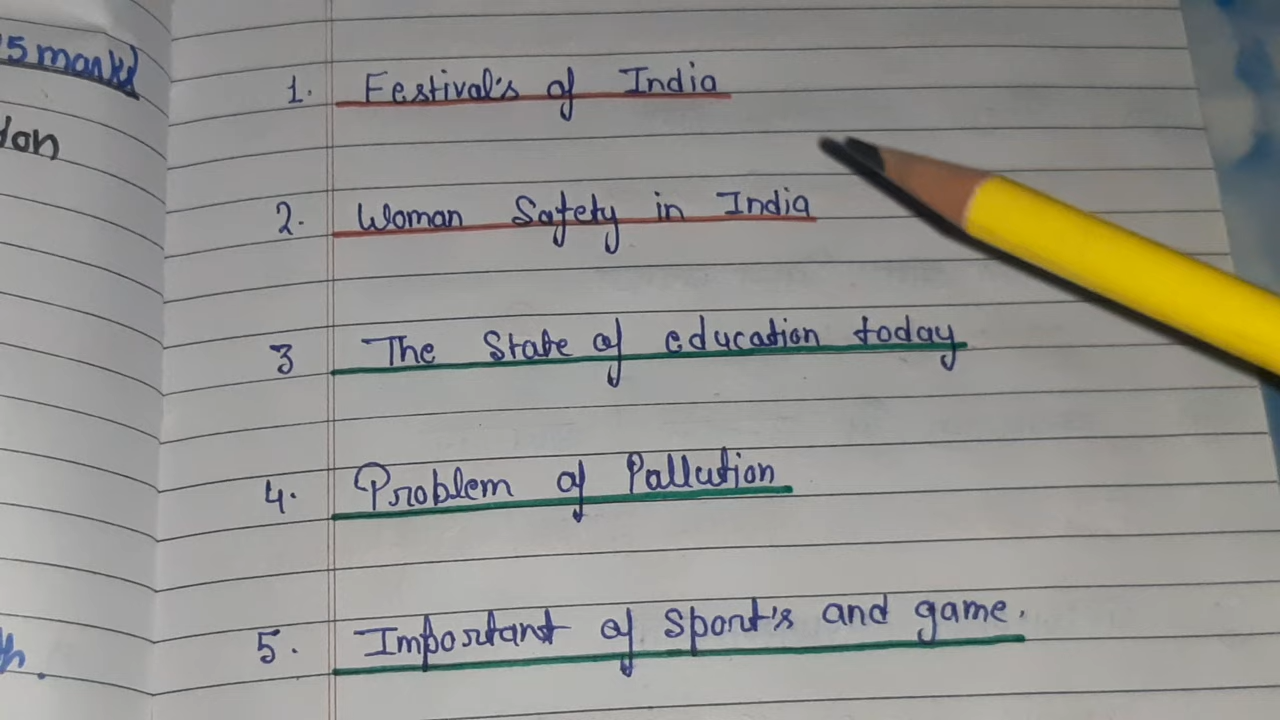 5 marks
1. Festival's of India
2. Woman Safety in India
3 The State of education today
4. Problem of Pallution
5. Important of sport's and game.